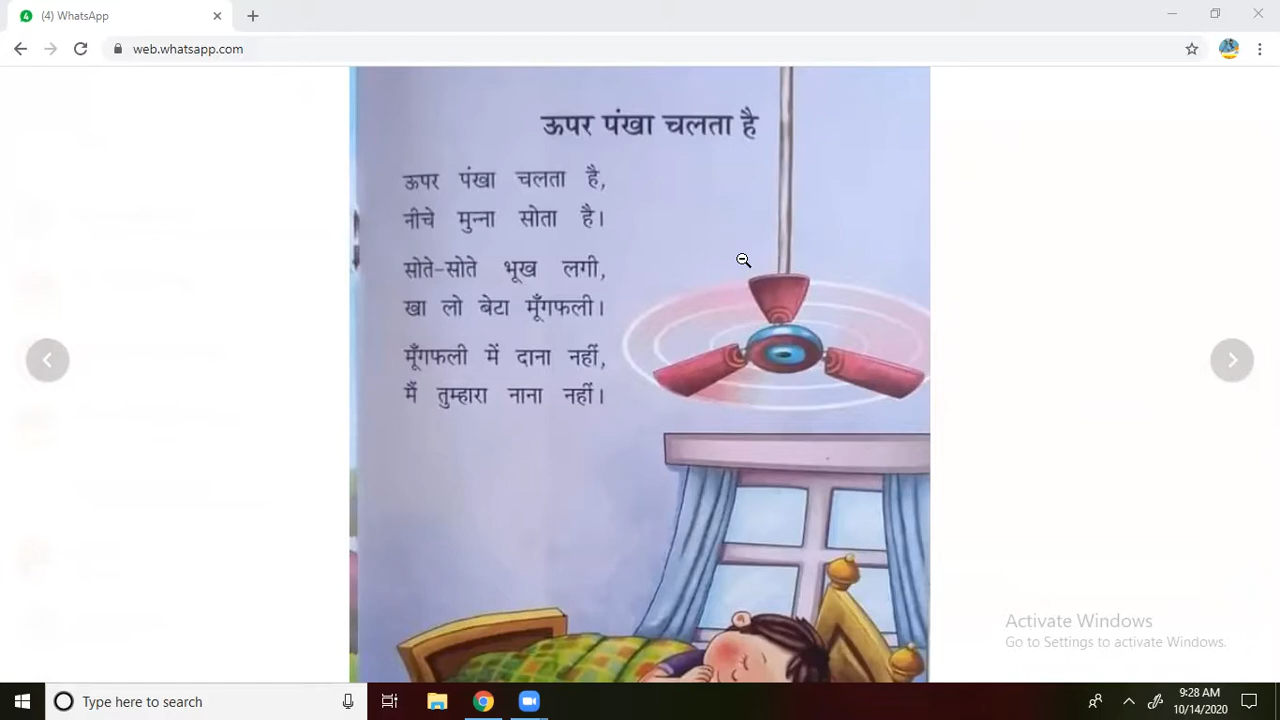 (4) WhatsApp
web.whatsapp.com
ऊपर पंखा चलता है
ऊपर पंखा चलता है,
नीचे मुन्ना सोता है।
सोते-सोते भूख लगी,
खा लो बेटा मूँगफली।
मूँगफली में दाना नहीं,
मैं तुम्हारा नाना नहीं।
Activate Windows
Go to Settings to activate Windows.
Type here to search
9:28 AM
10/14/2020